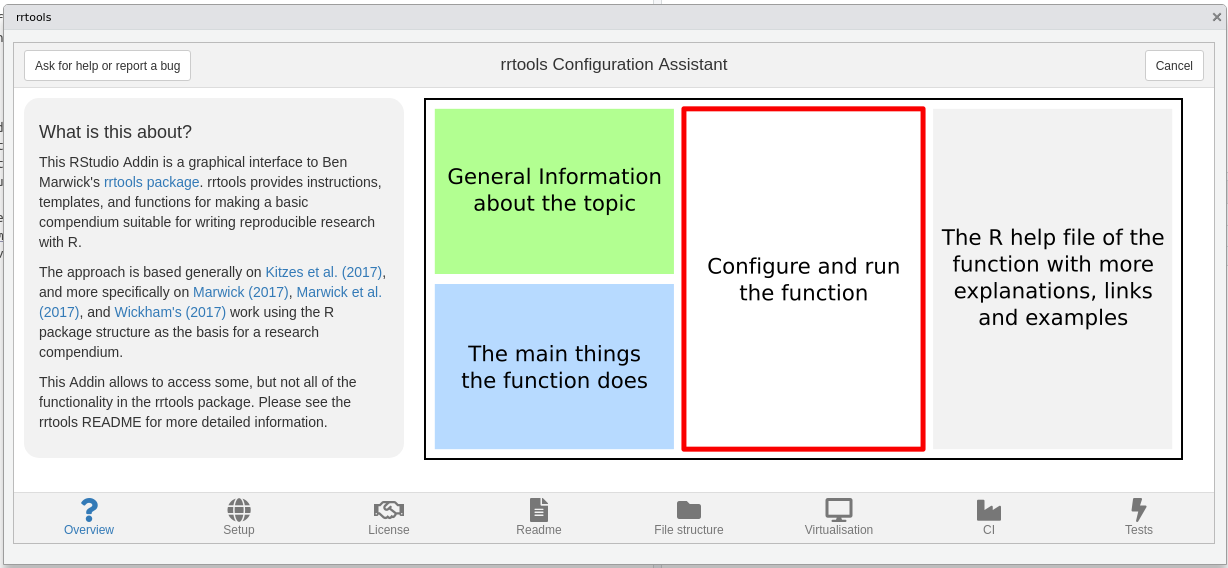 rrtools
Ask for help or report a bug
rrtools Configuration Assistant
Cancel
What is this about?
This RStudio Addin is a graphical interface to Ben
Marwick's rrtools package. rrtools provides instructions,
templates, and functions for making a basic
compendium suitable for writing reproducible research
with R.
The approach is based generally on Kitzes et al. (2017),
and more specifically on Marwick (2017), Marwick et al.
(2017), and Wickham's (2017) work using the R
package structure as the basis for a research
compendium.
This Addin allows to access some, but not all of the
functionality in the rrtools package. Please see the
rrtools README for more detailed information.
General Information
about the topic
The main things
the function does
Configure and run
the function
The R help file of the
function with more
explanations, links
and examples
Overview
Setup
License
Readme
File structure
Virtualisation
CI
Tests